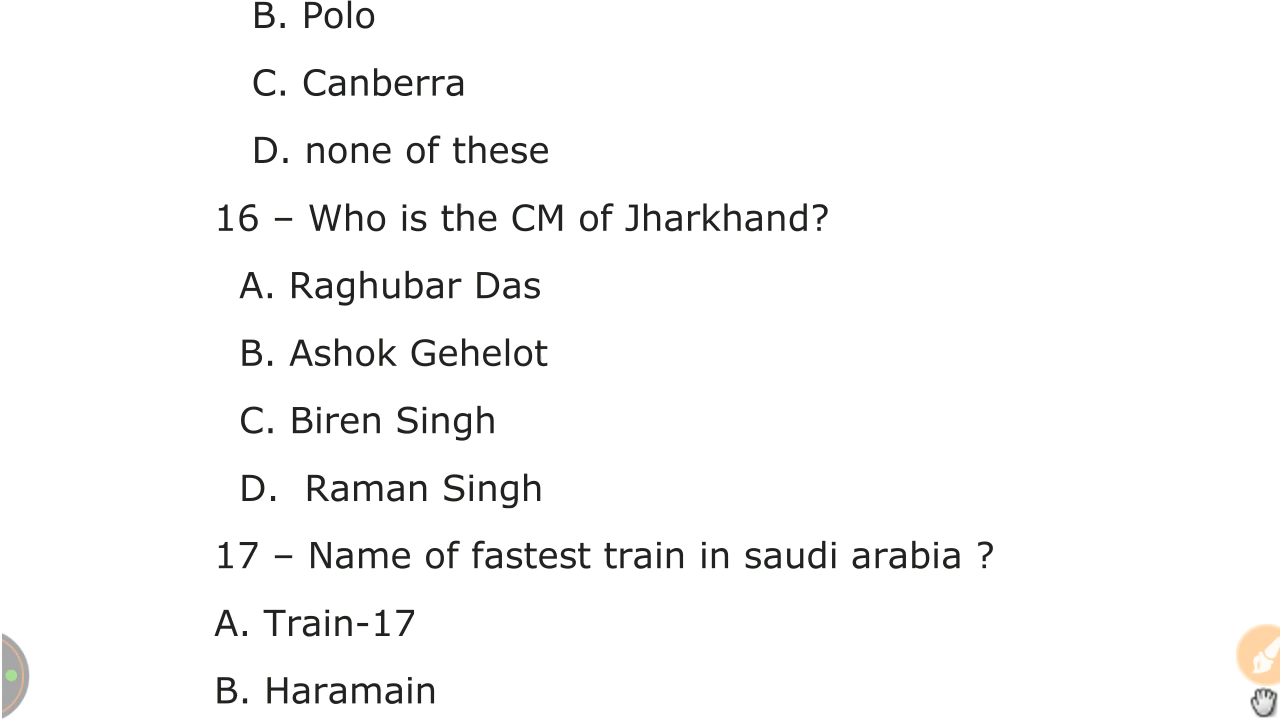 B. Polo
C. Canberra
D. none of these
16 – Who is the CM of Jharkhand?
A. Raghubar Das
B. Ashok Gehelot
C. Biren Singh
D. Raman Singh
17 – Name of fastest train in saudi arabia ?
A. Train-17
B. Haramain